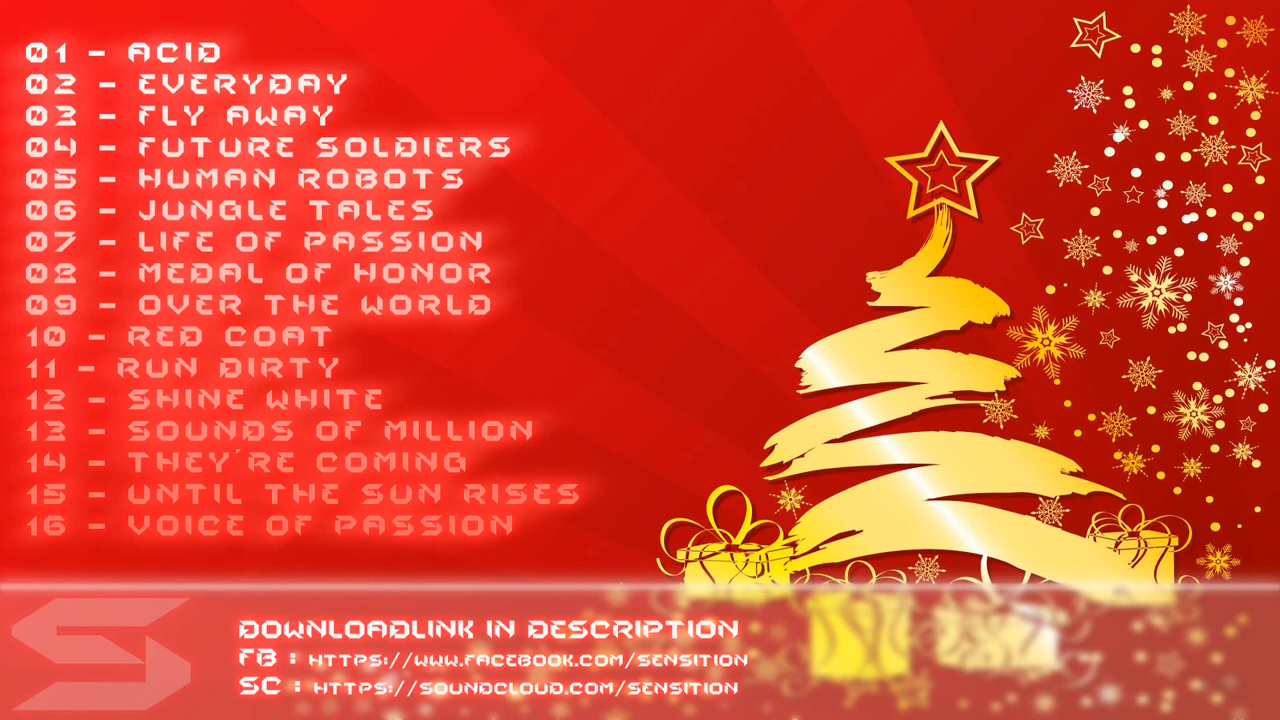 01 - ACID
02 - EVERYDAY
03 - FLY AWAY
04 - FUTURE SOLDIERS
05 - HUMAN ROBOTS
06 - JUNGLE TALES
07 - LIFE OF PASSION
08 - MEDAL OF HONOR
09 - OVER THE WORLD
10 - RED COAT
11 - RUN DIRTY
12 - SHINE WHITE
13 - SOUNDS OF MILLION
14 - THEY'RE COMING
15 - UNTIL THE SUN RISES
16 - VOICE OF PASSION
DOWNLOADLINK IN DESCRIPTION
FB : HTTPS://WWW.FACEBOOK.COM/SENSITION
SC : HTTPS://SOUNDCLOUD.COM/SENSITION